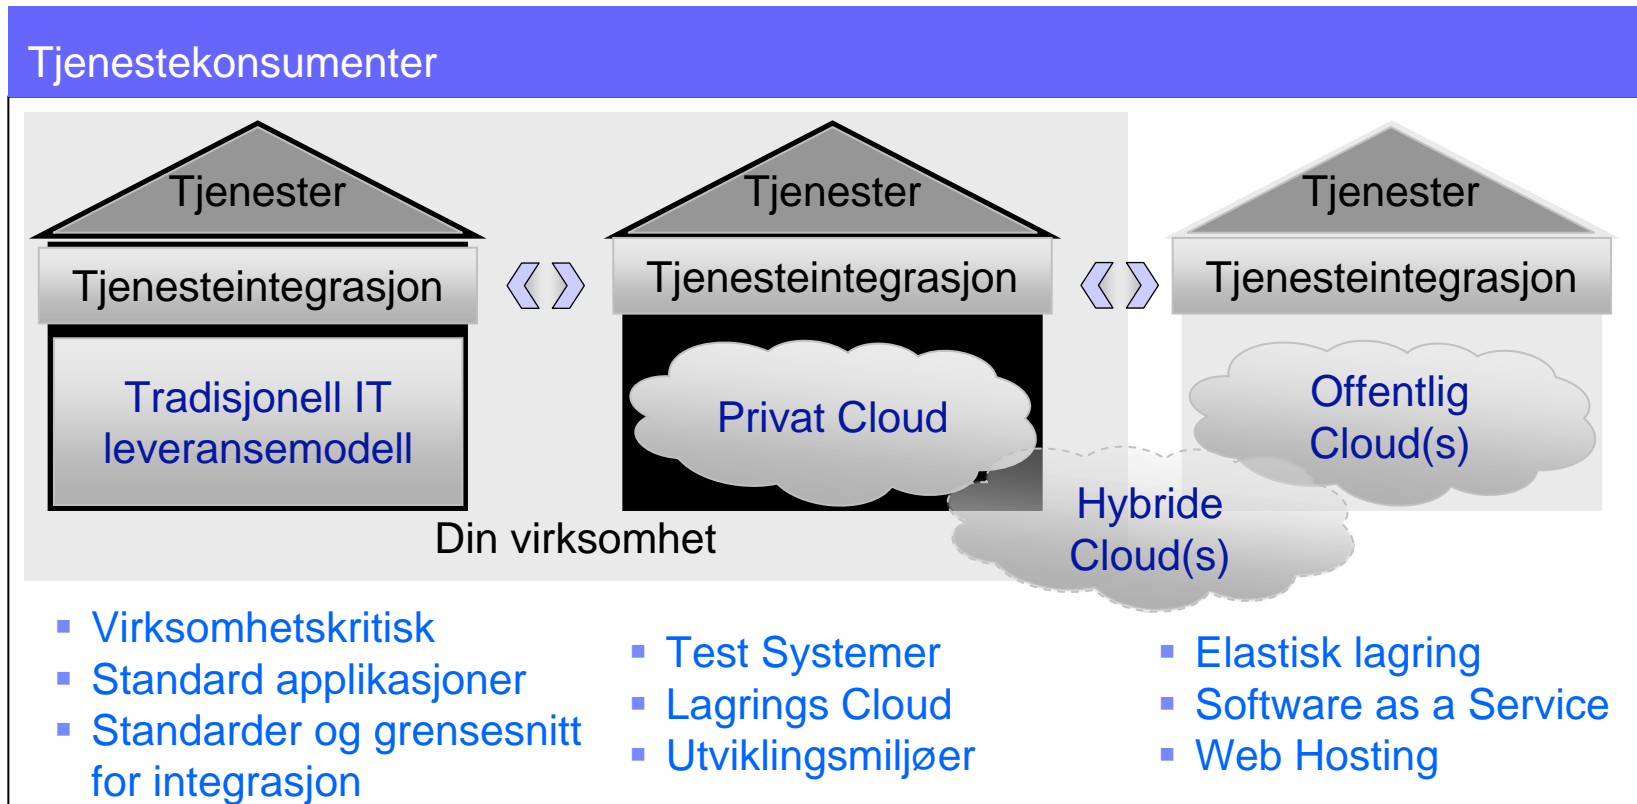 Tjenestekonsumenter
Tjenester
Tjenesteintegrasjon
Tradisjonell IT
leveransemodell
Tjenester
Tjenesteintegrasjon
Privat Cloud
Tjenester
Tjenesteintegrasjon
Offentlig
Cloud(s)
Hybride
Cloud(s)
Din virksomhet
Virksomhetskritisk
Standard applikasjoner
Standarder og grensesnitt
for integrasjon
Test Systemer
Lagrings Cloud
Utviklingsmiljøer
Elastisk lagring
Software as a Service
Web Hosting